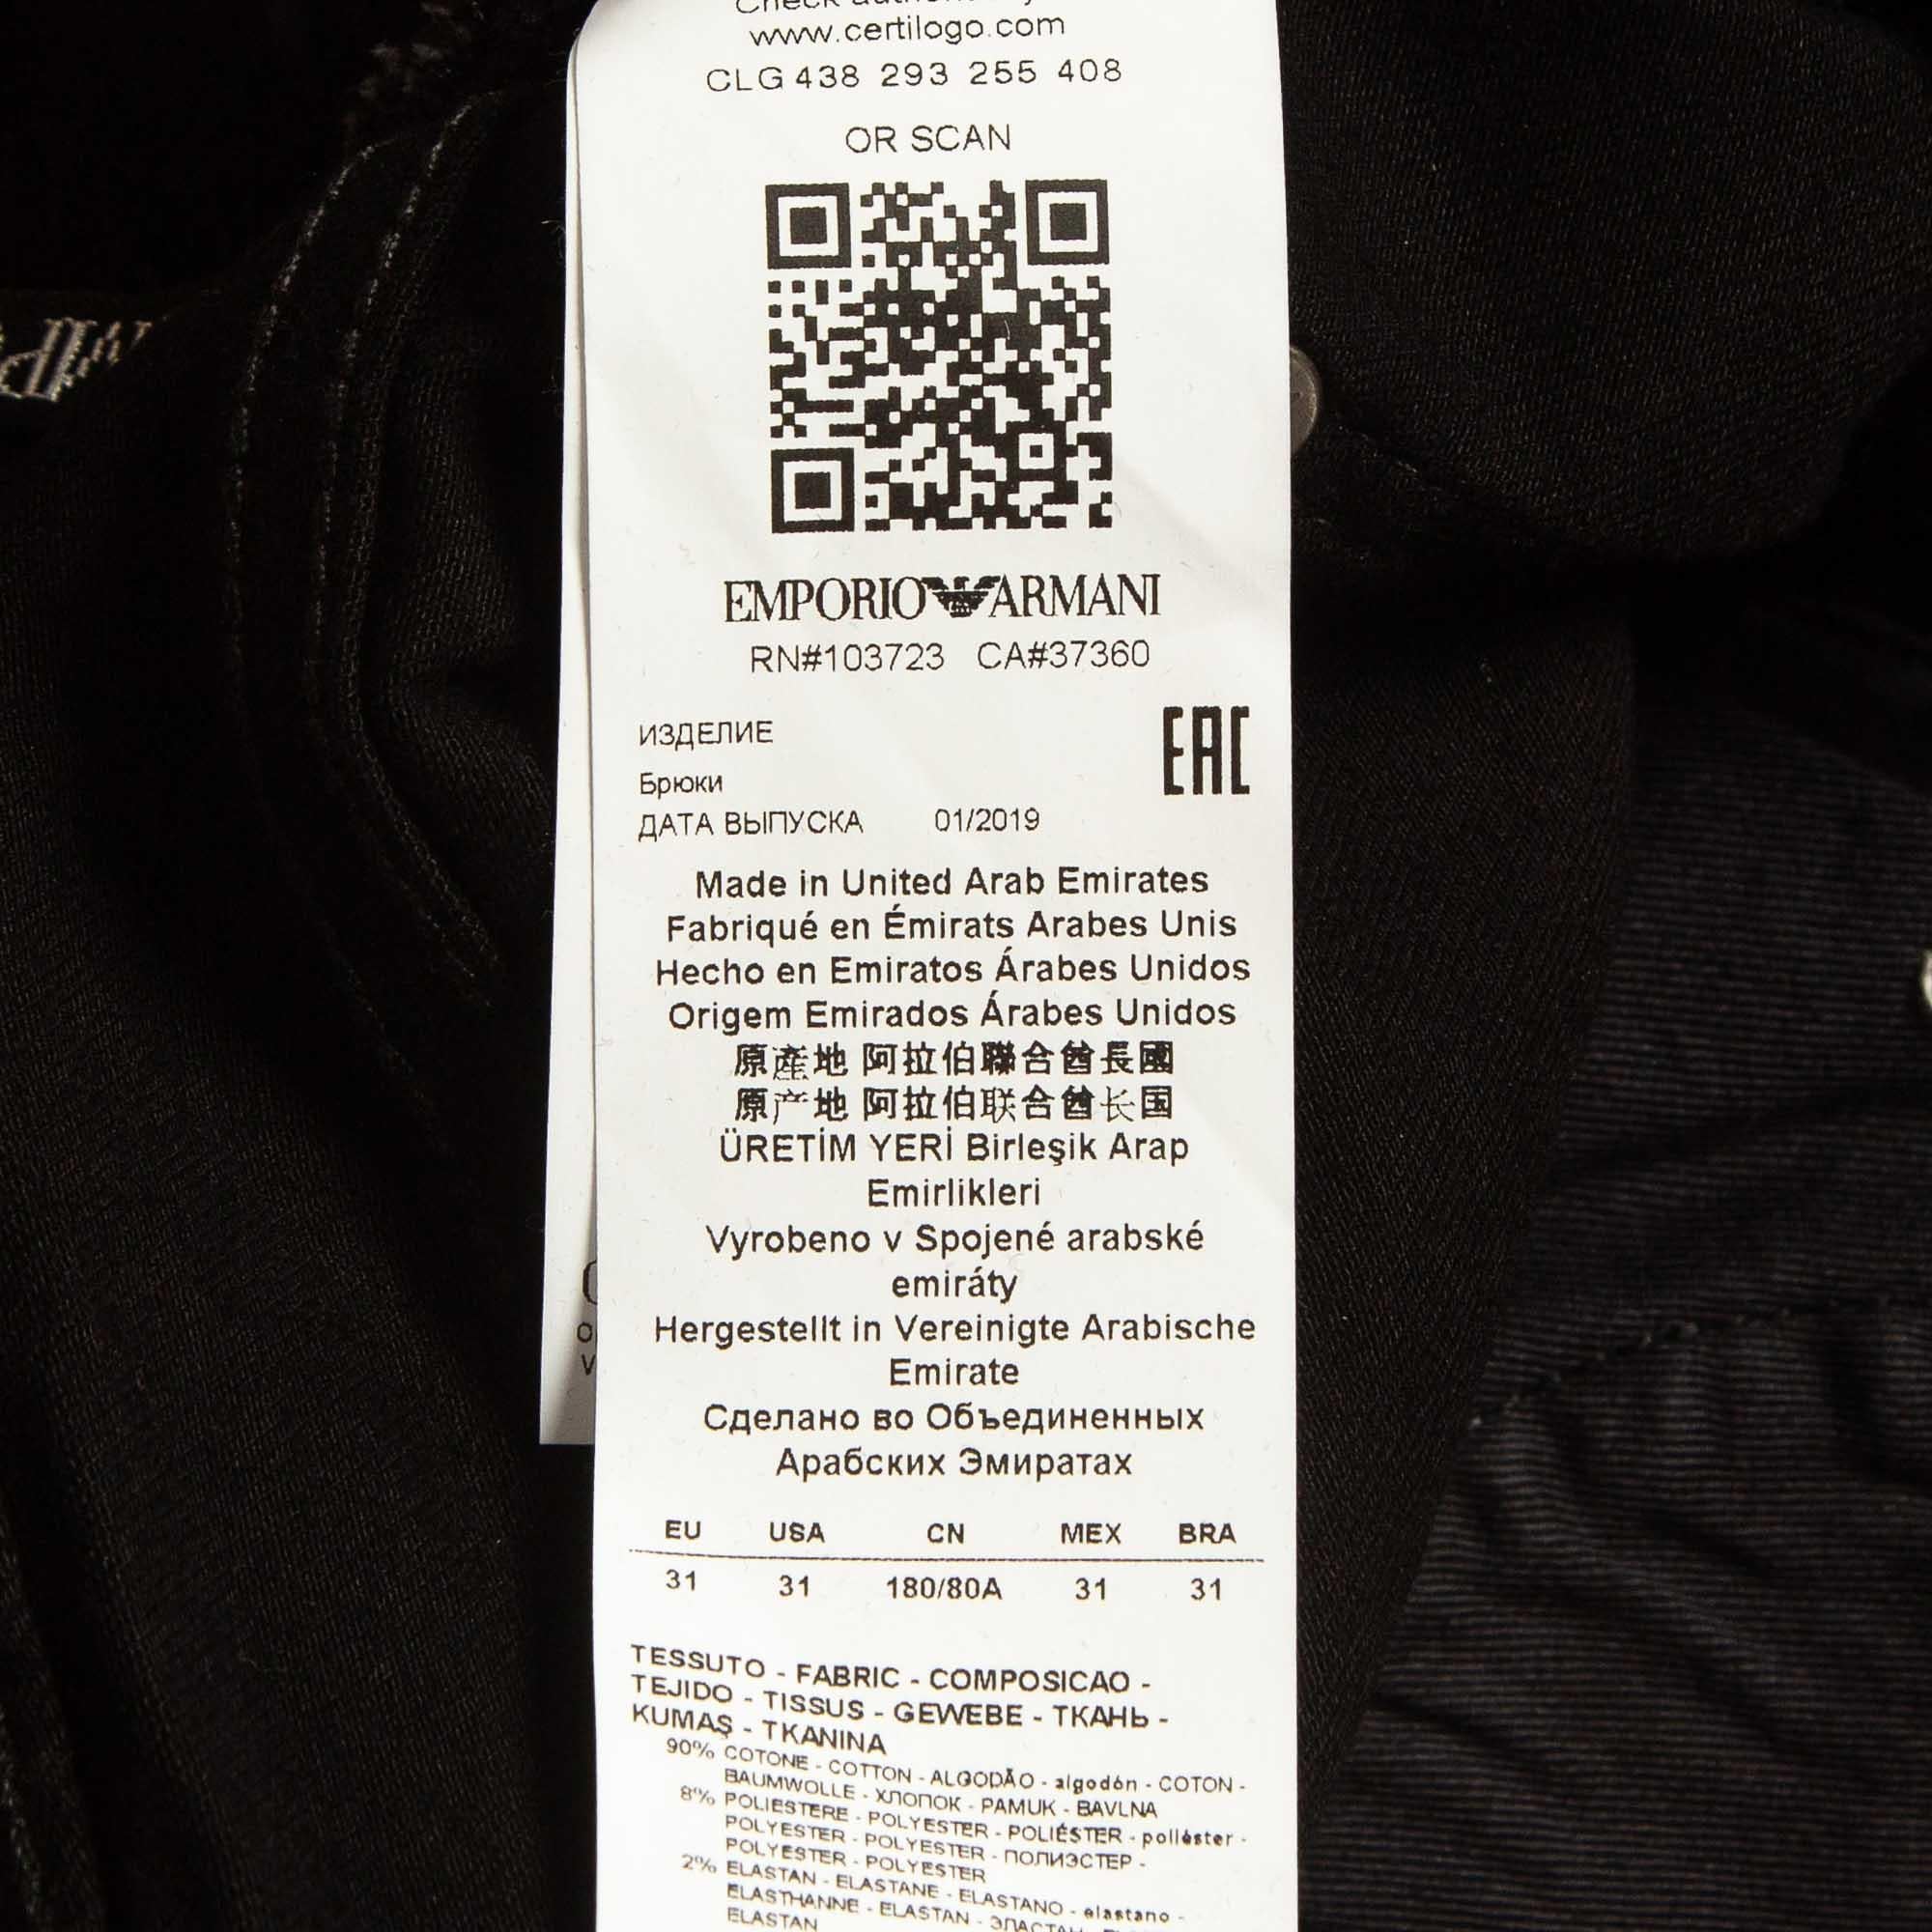 www.certilogo.com
CLG 438 293 255 408
OR SCAN
EMPORIO ARMANI
RN#103723 CA#37360
ИЗДЕЛИЕ
EAC
Брюки
ДАТА ВЫПУСКА 01/2019
Made in United Arab Emirates
Fabriqué en Émirats Arabes Unis
Hecho en Emiratos Árabes Unidos
Origem Emirados Árabes Unidos
原產地 阿拉伯聯合酋長國
原产地 阿拉伯联合酋长国
ÜRETİM YERİ Birleşik Arap
Emirlikleri
Vyrobeno v Spojené arabské
emiráty
Hergestellt in Vereinigte Arabische
Emirate
Сделано во Объединенных
Арабских Эмиратах
EU USA CN MEX BRA
31 31 180/80A 31 31
TESSUTO - FABRIC - COMPOSICAO -
TEJIDO - TISSUS - GEWEBE - ТКАНЬ -
KUMAŞ - TKANINA
90% COTONE - COTTON - ALGODÃO - algodón - COTON -
BAUMWOLLE - ХЛОПОК - PAMUK - BAVLNA
8% POLIESTERE - POLYESTER - POLIÉSTER - poliéster -
POLYESTER - POLYESTER - ПОЛИЭСТЕР -
POLYESTER - POLYESTER
2% ELASTAN - ELASTANE - ELASTANO - elastano -
ELASTHANNE - ELASTAN - ЭЛАСТАН
ELASTAN